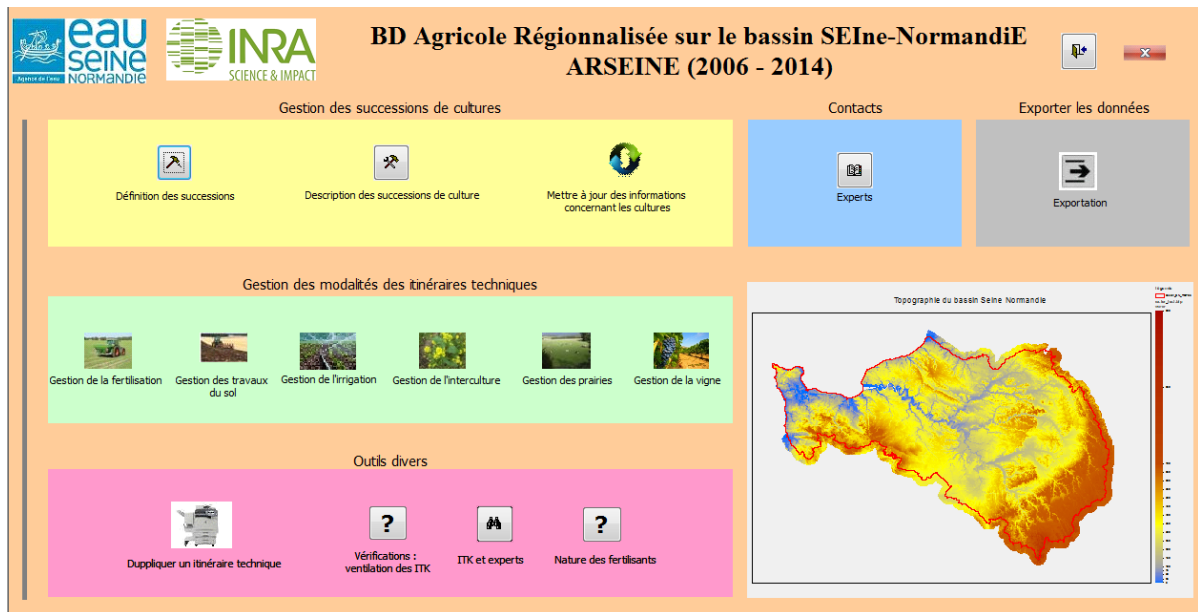 eau
SEINE
NORMANDIE
Agence de l'eau
INRA
SCIENCE & IMPACT
BD Agricole Régionnalisée sur le bassin SEIne-NormandiE
ARSEINE (2006 - 2014)
x
Gestion des successions de cultures
Définition des successions
Description des successions de culture
Mettre à jour des informations
concernant les cultures
Contacts
Experts
Exporter les données
Exportation
Gestion des modalités des itinéraires techniques
Gestion de la fertilisation
Gestion des travaux
du sol
Gestion de l'irrigation
Gestion de l'interculture
Gestion des prairies
Gestion de la vigne
Topographie du bassin Seine Normandie
Outils divers
Duppliquer un itinéraire technique
?
Vérifications :
ventilation des ITK
ITK et experts
?
Nature des fertilisants